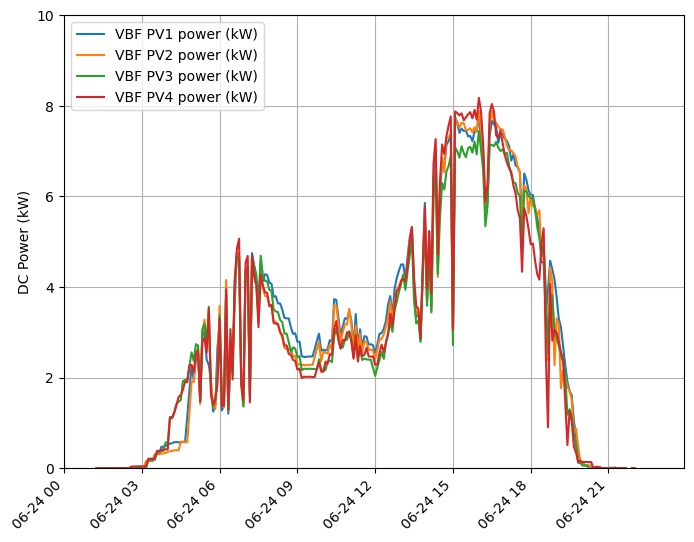 10
VBF PV1 power (kW)
VBF PV2 power (kW)
VBF PV3 power (kW)
VBF PV4 power (kW)
8
6
4
2
0
DC Power (kW)
06-24 00
06-24 03
06-24 06
06-24 09
06-24 12
06-24 15
06-24 18
06-24 21